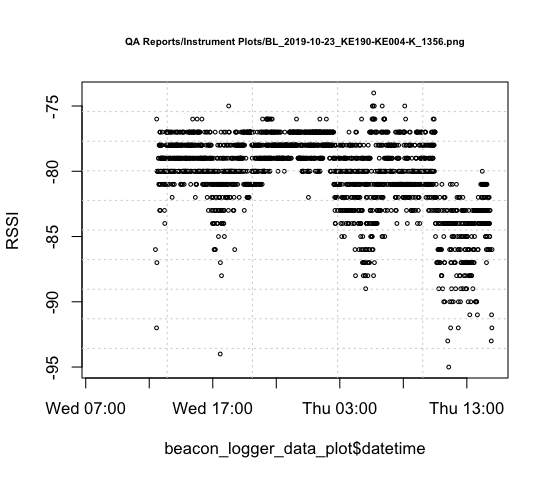 QA Reports/Instrument Plots/BL_2019-10-23_KE190-KE004-K_1356.png
-75
-80
-85
-90
-95
RSSI
Wed 07:00 Wed 17:00 Thu 03:00 Thu 13:00
beacon_logger_data_plot$datetime